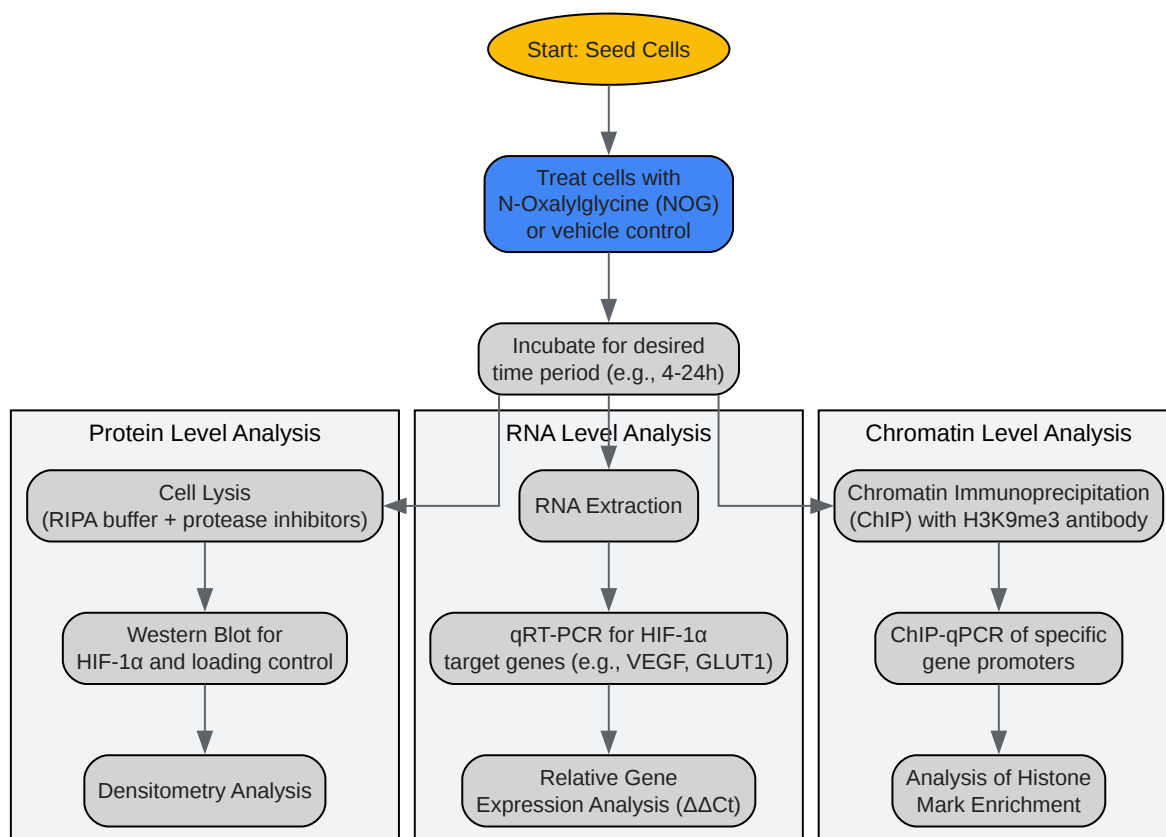 Start: Seed Cells
Treat cells with
N-Oxalylglycine (NOG)
or vehicle control
Incubate for desired
time period (e.g., 4-24h)
Protein Level Analysis
Cell Lysis
(RIPA buffer + protease inhibitors)
Western Blot for
HIF-1α and loading control
Densitometry Analysis
RNA Level Analysis
RNA Extraction
qRT-PCR for HIF-1α
target genes (e.g., VEGF, GLUT1)
Relative Gene
Expression Analysis (ΔΔCt)
Chromatin Level Analysis
Chromatin Immunoprecipitation
(ChIP) with H3K9me3 antibody
ChIP-qPCR of specific
gene promoters
Analysis of Histone
Mark Enrichment